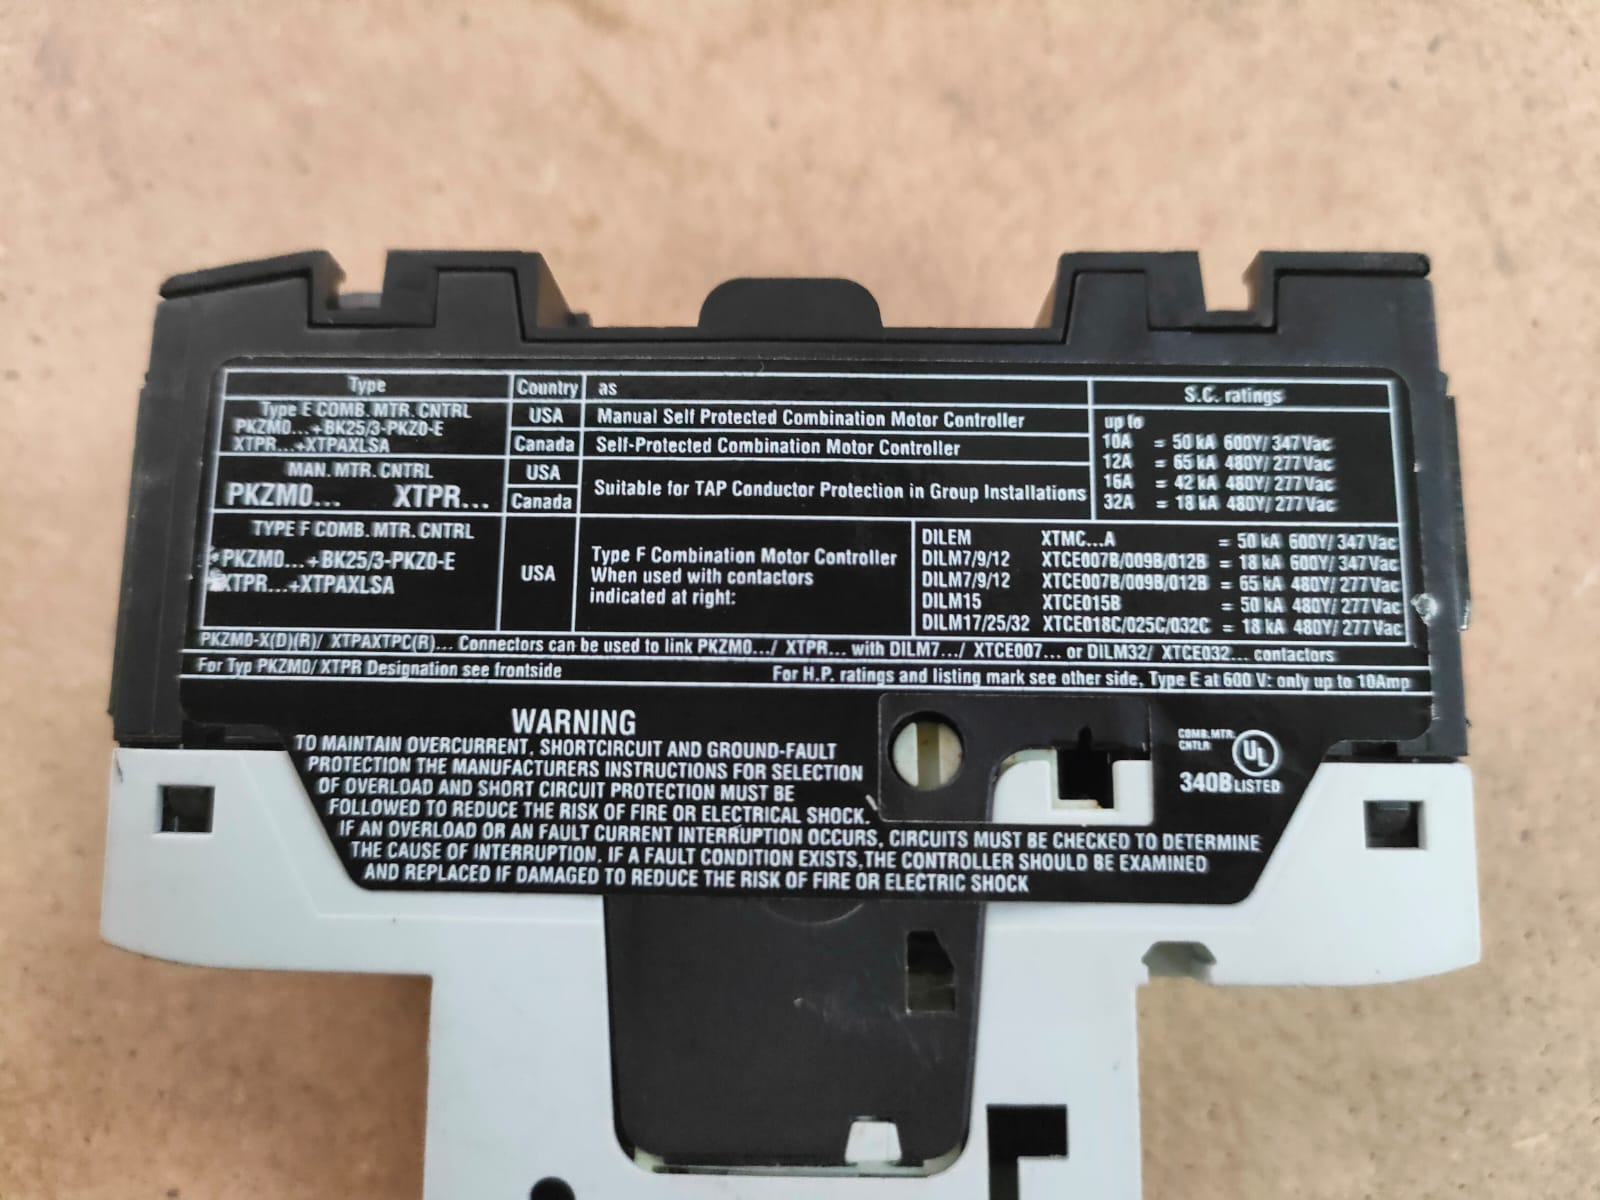 Type Country as S.C. ratings
Type E COMB. MTR. CNTRL
PKZM0...+BK25/3-PKZ0-E
XTPR...+XTPAXLSA
USA Manual Self Protected Combination Motor Controller
Canada Self-Protected Combination Motor Controller
up to
10A = 50 kA 600Y/ 347Vac
12A = 65 kA 480Y/ 277Vac
16A = 42 kA 480Y/ 277Vac
32A = 18 kA 480Y/ 277Vac
MAN. MTR. CNTRL
PKZM0... XTPR...
USA
Canada
Suitable for TAP Conductor Protection in Group Installations
TYPE F COMB. MTR. CNTRL
PKZM0...+BK25/3-PKZ0-E
XTPR...+XTPAXLSA
USA
Type F Combination Motor Controller
When used with contactors
indicated at right:
DILEM XTMC...A = 50 kA 600Y/ 347Vac
DILM7/9/12 XTCE007B/009B/012B = 18 kA 600Y/ 347Vac
DILM7/9/12 XTCE007B/009B/012B = 65 kA 480Y/ 277Vac
DILM15 XTCE015B = 50 kA 480Y/ 277Vac
DILM17/25/32 XTCE018C/025C/032C = 18 kA 480Y/ 277Vac
PKZM0-X(D)(R)/ XTPAXTPC(R)... Connectors can be used to link PKZM0.../ XTPR... with DILM7.../ XTCE007... or DILM32/ XTCE032... contactors
For Typ PKZM0/ XTPR Designation see frontside For H.P. ratings and listing mark see other side, Type E at 600 V: only up to 10Amp
WARNING
TO MAINTAIN OVERCURRENT, SHORTCIRCUIT AND GROUND-FAULT
PROTECTION THE MANUFACTURERS INSTRUCTIONS FOR SELECTION
OF OVERLOAD AND SHORT CIRCUIT PROTECTION MUST BE
FOLLOWED TO REDUCE THE RISK OF FIRE OR ELECTRICAL SHOCK.
IF AN OVERLOAD OR AN FAULT CURRENT INTERRUPTION OCCURS, CIRCUITS MUST BE CHECKED TO DETERMINE
THE CAUSE OF INTERRUPTION. IF A FAULT CONDITION EXISTS, THE CONTROLLER SHOULD BE EXAMINED
AND REPLACED IF DAMAGED TO REDUCE THE RISK OF FIRE OR ELECTRIC SHOCK
COMB. MTR.
CNTLR
UL
340B LISTED